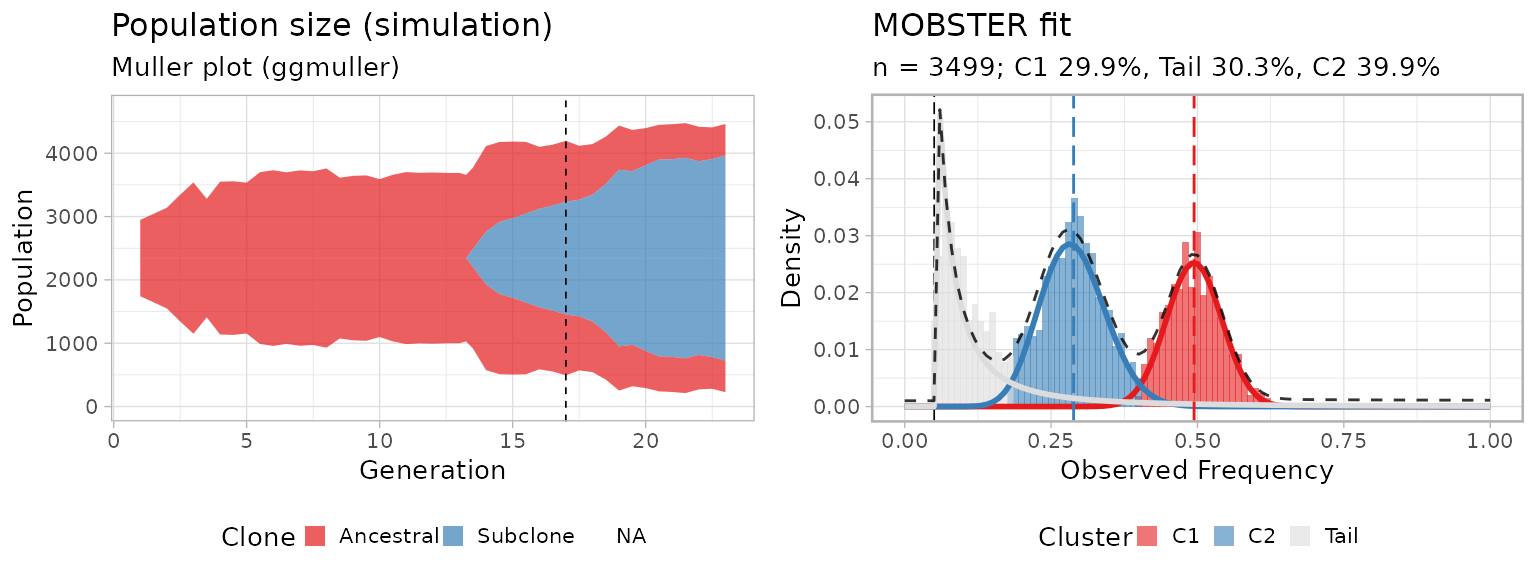 Population size (simulation)
Muller plot (ggmuller)
Population
4000
3000
2000
1000
0
0 5 10 15 20
Generation
Clone Ancestral Subclone NA
MOBSTER fit
n = 3499; C1 29.9%, Tail 30.3%, C2 39.9%
Density
0.05
0.04
0.03
0.02
0.01
0.00
0.00 0.25 0.50 0.75 1.00
Observed Frequency
Cluster C1 C2 Tail